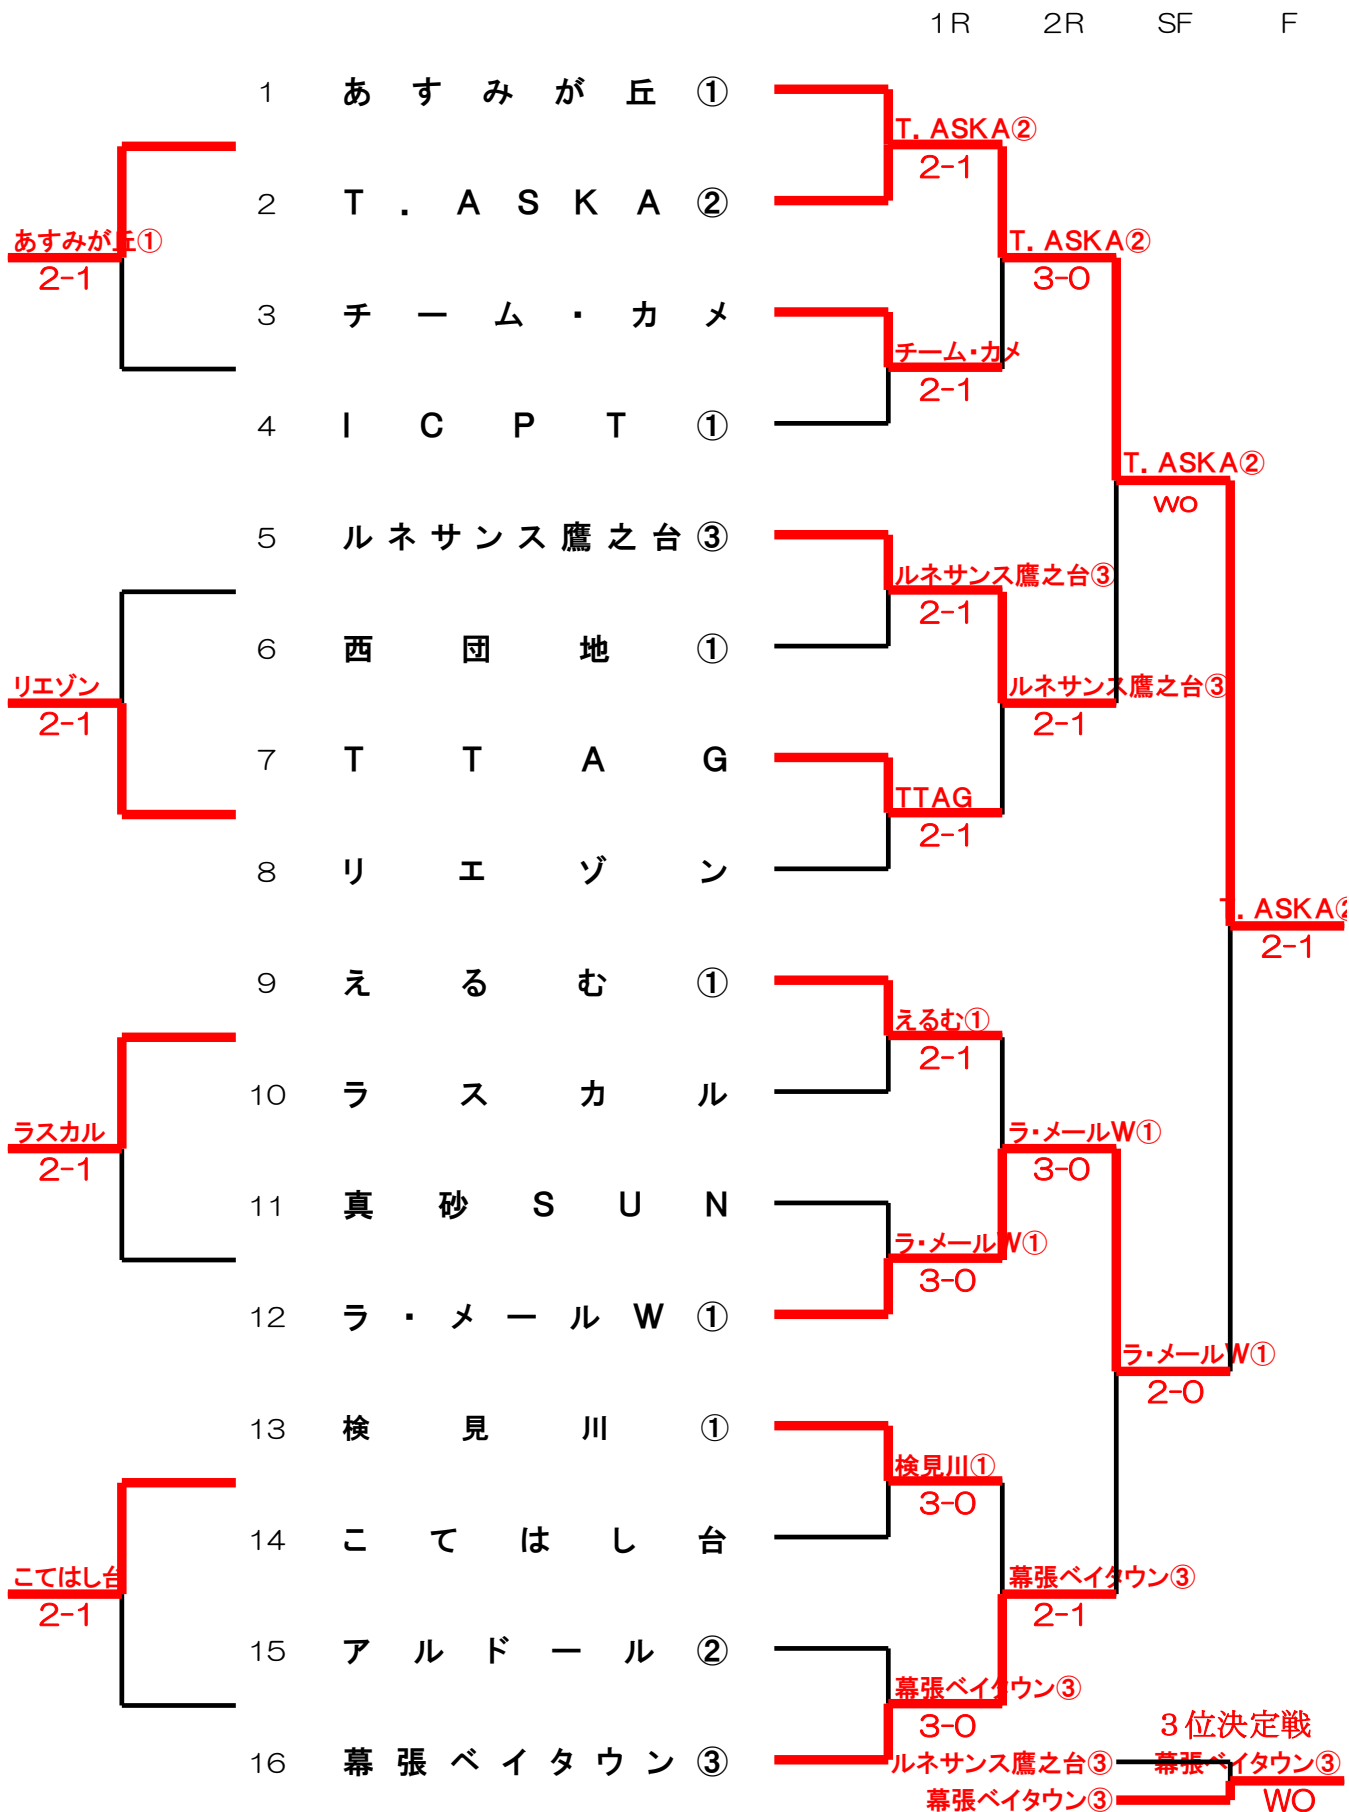 1R 2R SF F
1 あすみが丘①
T. ASKA②
2-1
2 T.ASKA②
あすみが丘①
2-1
T. ASKA②
3-0
3 チーム・カメ
チーム・カメ
2-1
4 ICPT①
T. ASKA②
wo
5 ルネサンス鷹之台③
ルネサンス鷹之台③
2-1
6 西団地①
リエゾン
2-1
ルネサンス鷹之台③
2-1
7 TTAG
TTAG
2-1
8 リエゾン
T. ASKA②
2-1
9 えるむ①
えるむ①
2-1
10 ラスカル
ラスカル
2-1
ラ・メールW①
3-0
11 真砂SUN
ラ・メールW①
3-0
12 ラ・メールW①
ラ・メールW①
2-0
13 検見川①
検見川①
3-0
14 こてはし台
こてはし台
2-1
幕張ベイタウン③
2-1
15 アルドール②
幕張ベイタウン③
3-0
3位決定戦
16 幕張ベイタウン③
ルネサンス鷹之台③
幕張ベイタウン③
幕張ベイタウン③
WO